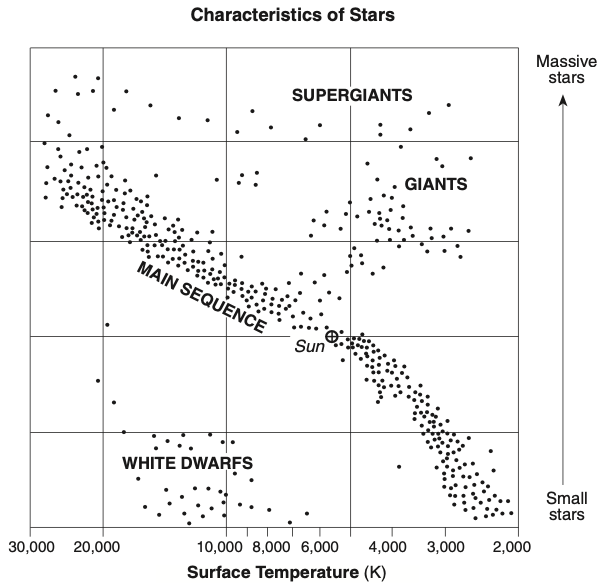 Characteristics of Stars
Massive
stars
SUPERGIANTS
GIANTS
MAIN SEQUENCE
Sun
WHITE DWARFS
Small
stars
30,000 20,000 10,000 8,000 6,000 4,000 3,000 2,000
Surface Temperature (K)